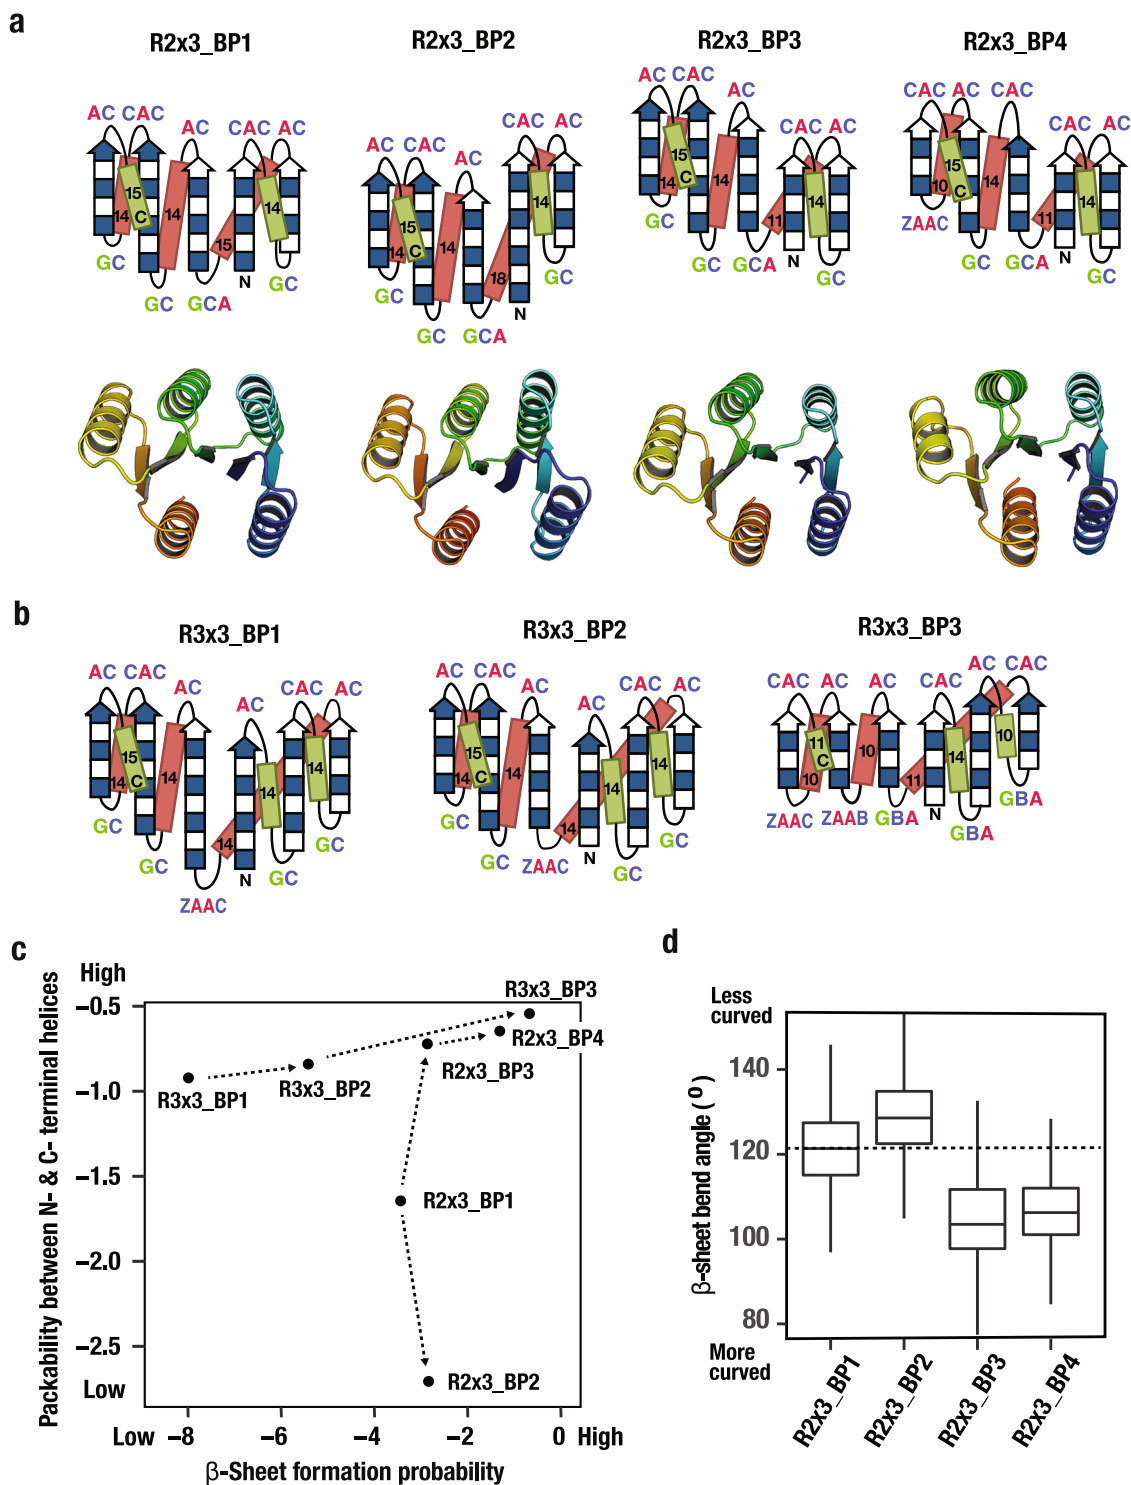 a
R2x3_BP1
R2x3_BP2
R2x3_BP3
R2x3_BP4
AC CAC AC CAC AC
15 C 14 14 15 14 N
GC GC GCA GC
AC CAC AC CAC AC
15 C 14 14 18 14 N
GC GC GCA GC
AC CAC AC CAC AC
15 C 14 14 11 14 N
GC GC GCA GC
CAC AC CAC CAC AC
15 C 10 14 11 14 N
ZAAC GC GCA GC
b
R3x3_BP1
R3x3_BP2
R3x3_BP3
AC CAC AC AC CAC AC
15 C 14 14 14 14 14 N
GC GC ZAAC GC GC
AC CAC AC AC CAC AC
15 C 14 14 14 14 14 N
GC GC ZAAC GC GC
CAC AC AC CAC AC CAC
11 C 10 10 11 14 10 N
ZAAC ZAAB GBA GBA GBA
c
Packability between N- & C- terminal helices
High
−0.5
−1.0
−1.5
−2.0
−2.5
Low
R3x3_BP3
R2x3_BP4
R2x3_BP3
R3x3_BP2
R3x3_BP1
R2x3_BP1
R2x3_BP2
Low −8 −6 −4 −2 0 High
β-Sheet formation probability
d
Less curved
β-sheet bend angle (°)
140
120
100
80
More curved
R2x3_BP1
R2x3_BP2
R2x3_BP3
R2x3_BP4